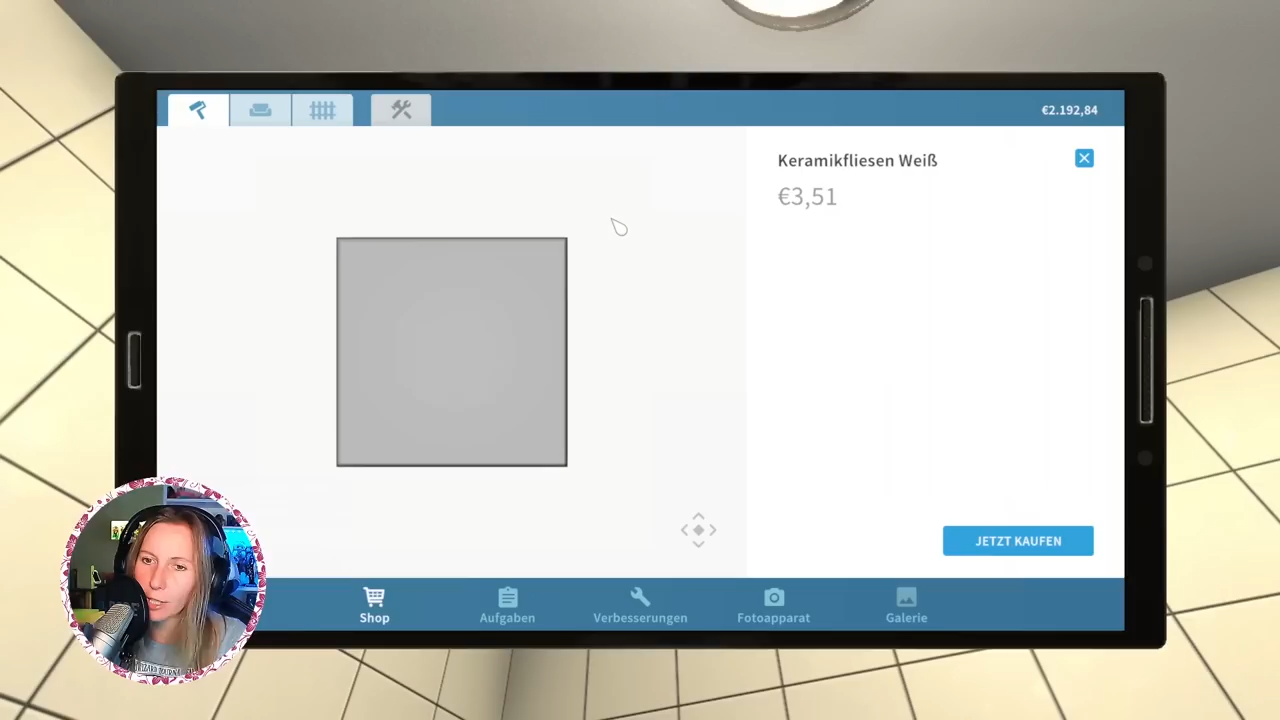 €2.192,84
Keramikfliesen Weiß
€3,51
JETZT KAUFEN
Shop
Aufgaben
Verbesserungen
Fotoapparat
Galerie